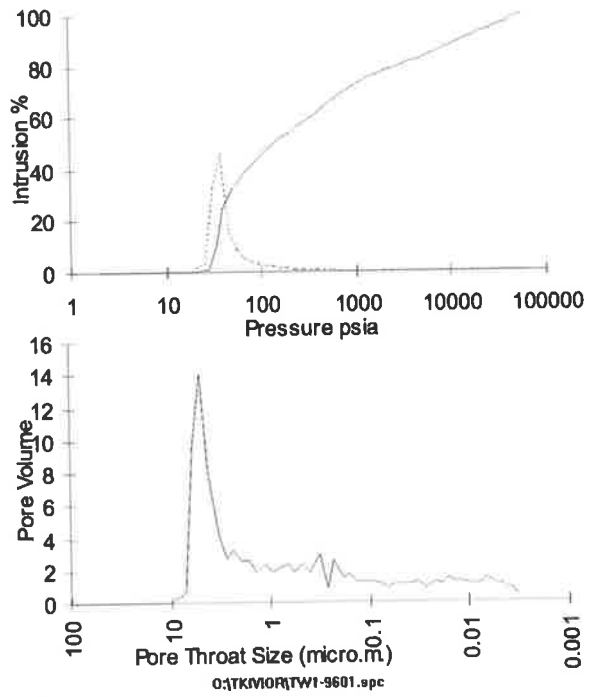 100
80
60
40
20
0
Intrusion %
1 10 100 1000 10000 100000
Pressure psia
16
14
12
10
8
6
4
2
0
Pore Volume
100 10 1 0.1 0.01 0.001
Pore Throat Size (micro.m.)